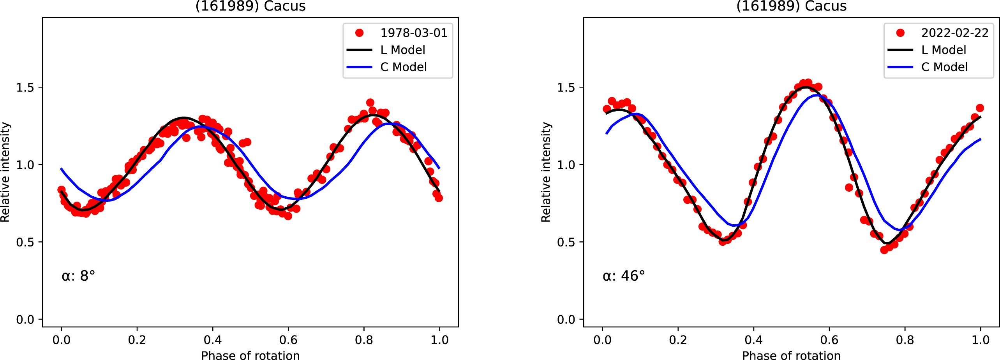 (161989) Cacus
1978-03-01
L Model
C Model
Relative intensity
1.5
1.0
0.5
0.0
α: 8°
0.0 0.2 0.4 0.6 0.8 1.0
Phase of rotation
(161989) Cacus
2022-02-22
L Model
C Model
Relative intensity
1.5
1.0
0.5
0.0
α: 46°
0.0 0.2 0.4 0.6 0.8 1.0
Phase of rotation